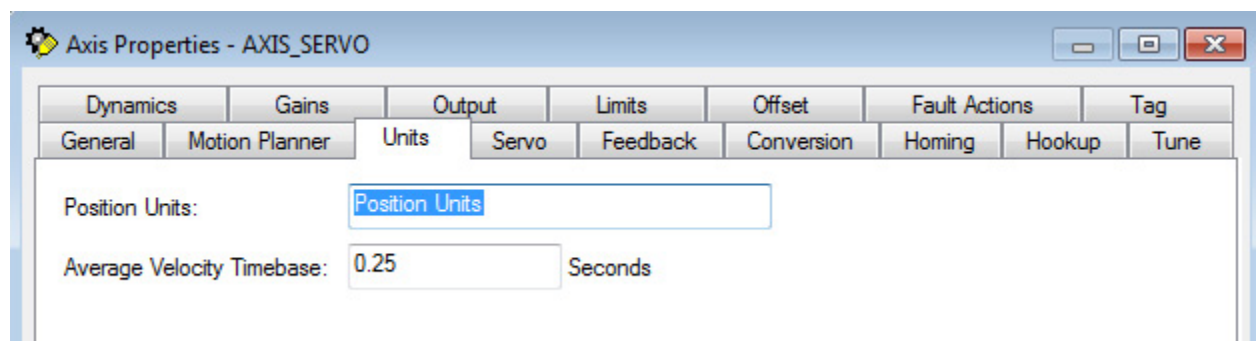 Axis Properties - AXIS_SERVO
Dynamics Gains Output Limits Offset Fault Actions Tag
General Motion Planner Units Servo Feedback Conversion Homing Hookup Tune
Position Units: Position Units
Average Velocity Timebase: 0.25 Seconds